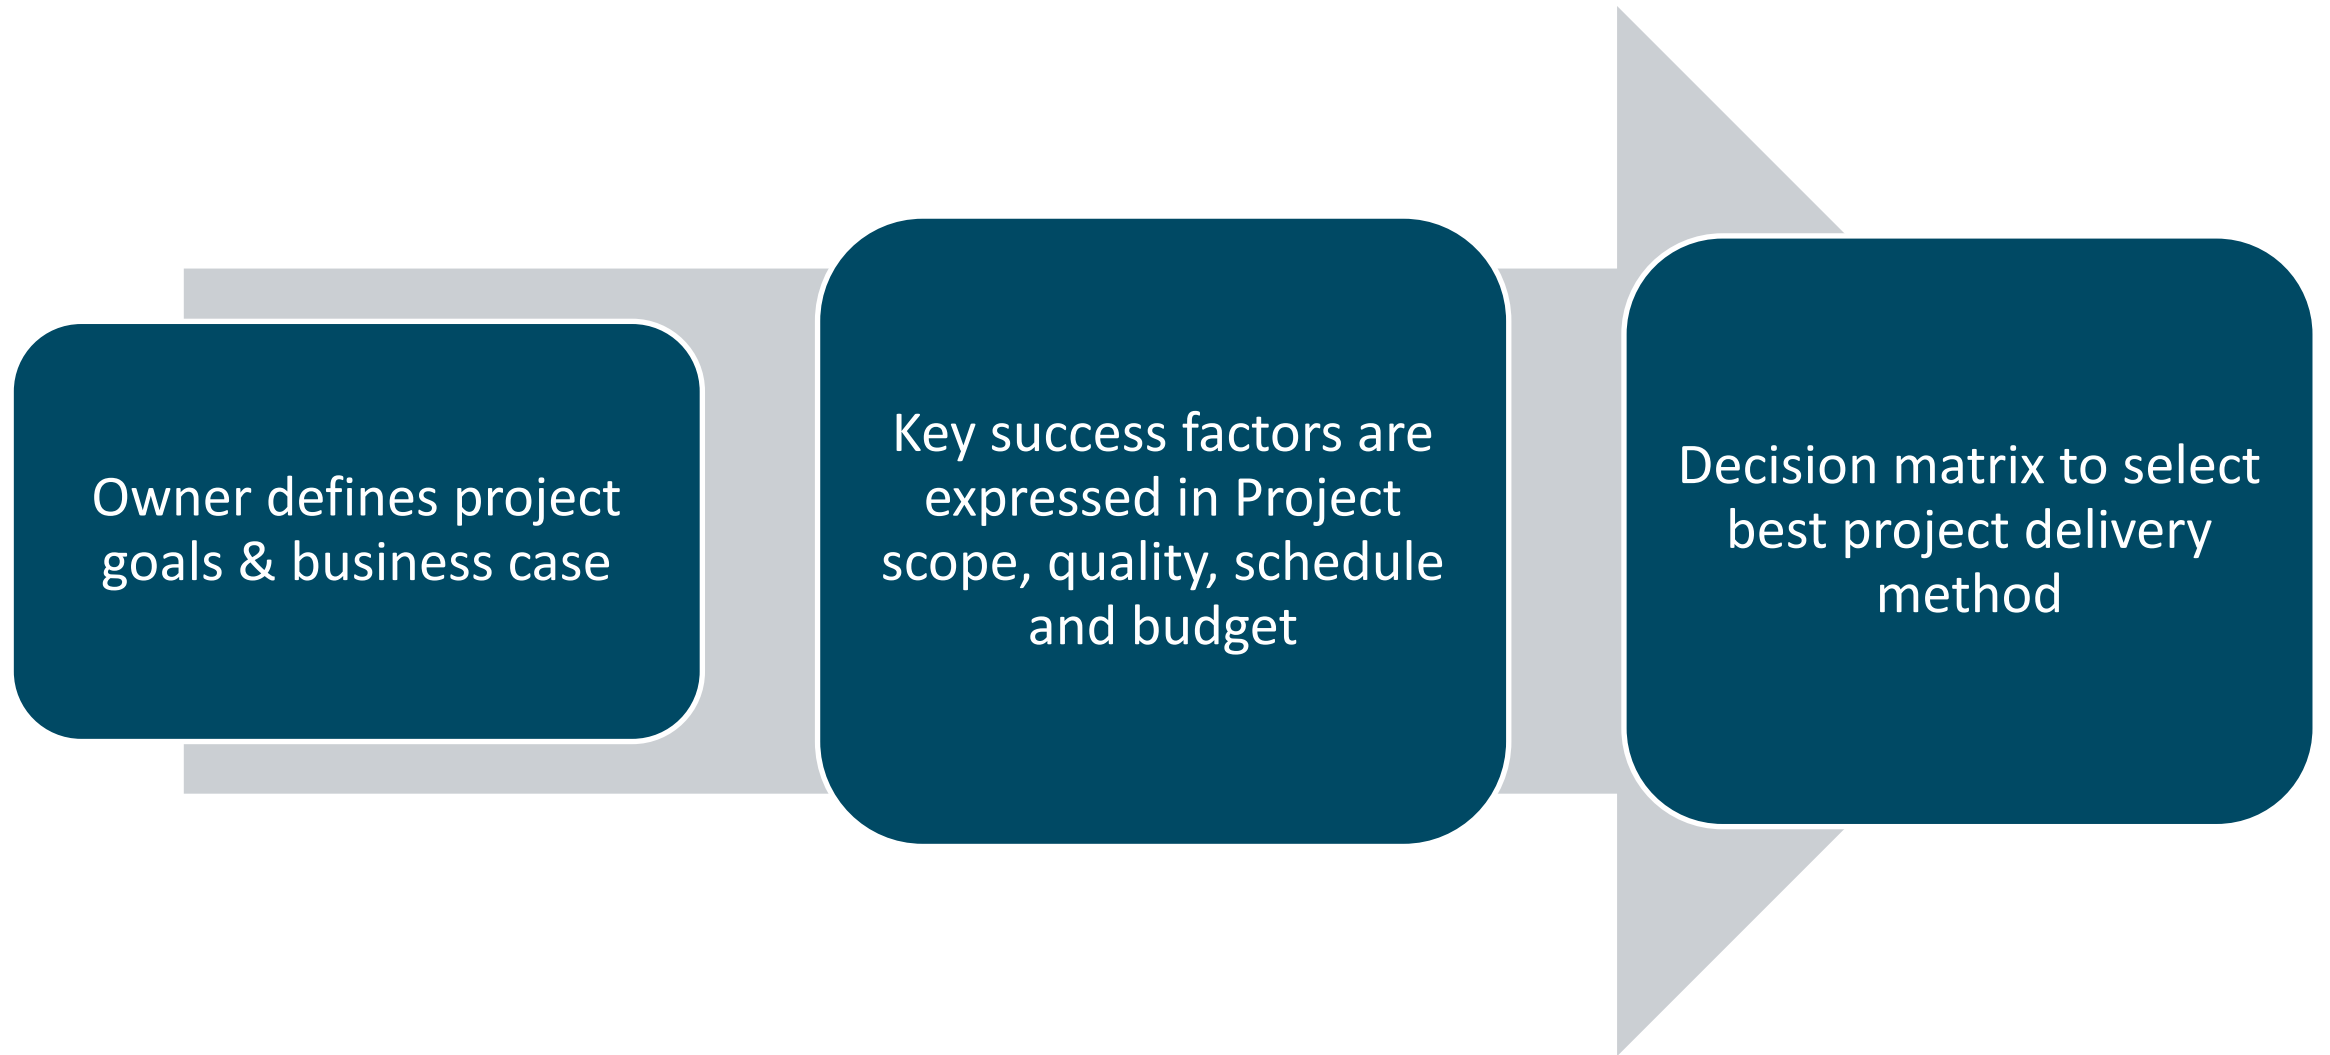 Owner defines project
goals & business case
Key success factors are
expressed in Project
scope, quality, schedule
and budget
Decision matrix to select
best project delivery
method